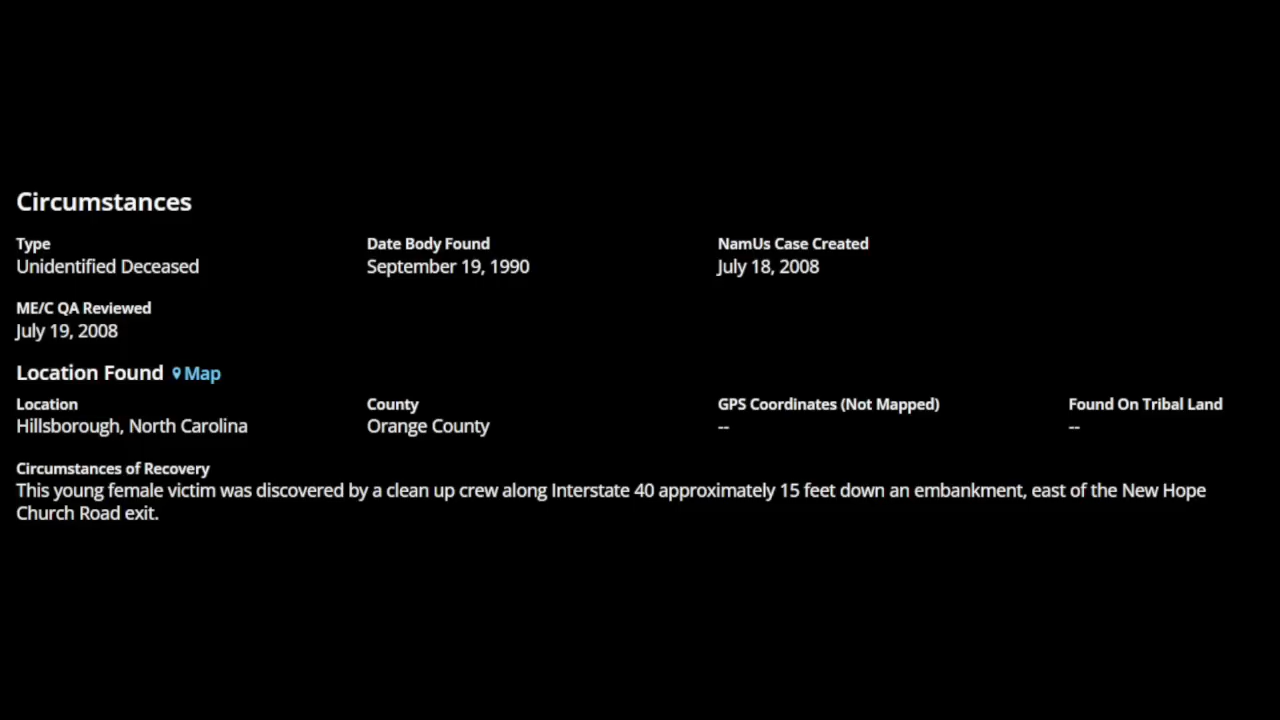 Circumstances
Type Date Body Found NamUs Case Created
Unidentified Deceased September 19, 1990 July 18, 2008
ME/C QA Reviewed
July 19, 2008
Location Found Map
Location County GPS Coordinates (Not Mapped) Found On Tribal Land
Hillsborough, North Carolina Orange County -- --
Circumstances of Recovery
This young female victim was discovered by a clean up crew along Interstate 40 approximately 15 feet down an embankment, east of the New Hope
Church Road exit.